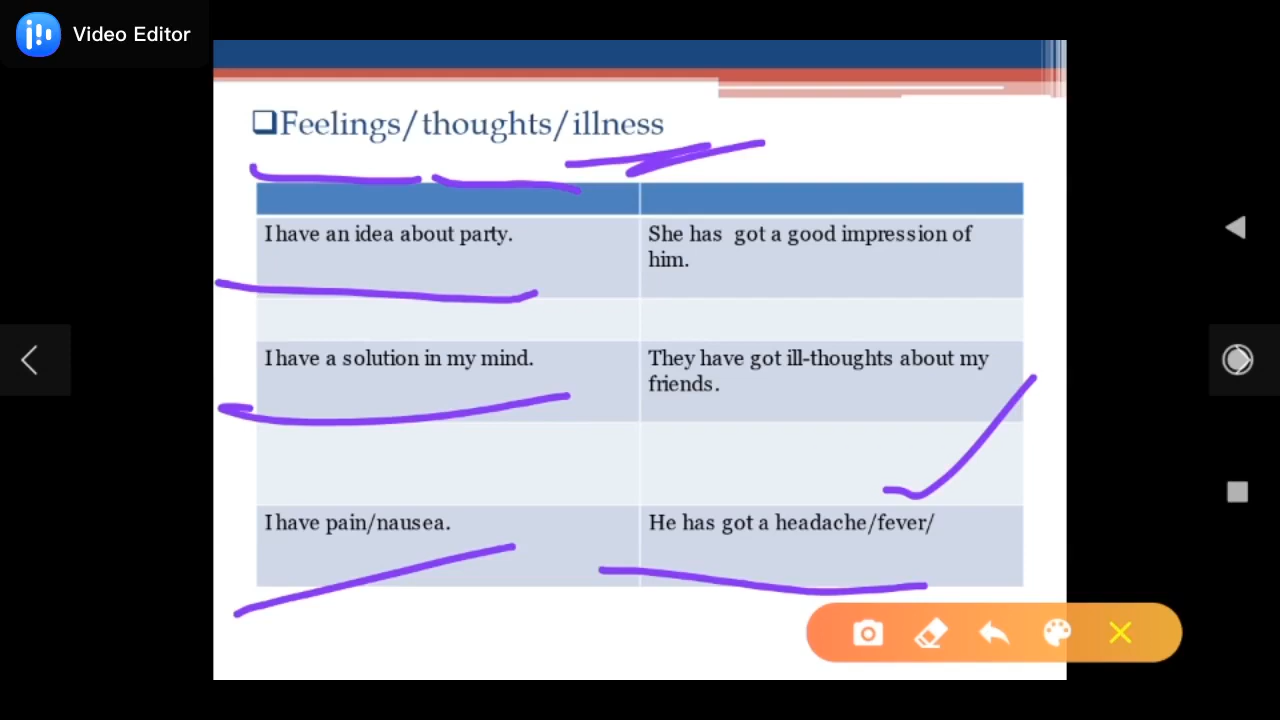 Video Editor
Feelings/thoughts/illness
I have an idea about party.
She has got a good impression of
him.
I have a solution in my mind.
They have got ill-thoughts about my
friends.
I have pain/nausea.
He has got a headache/fever/